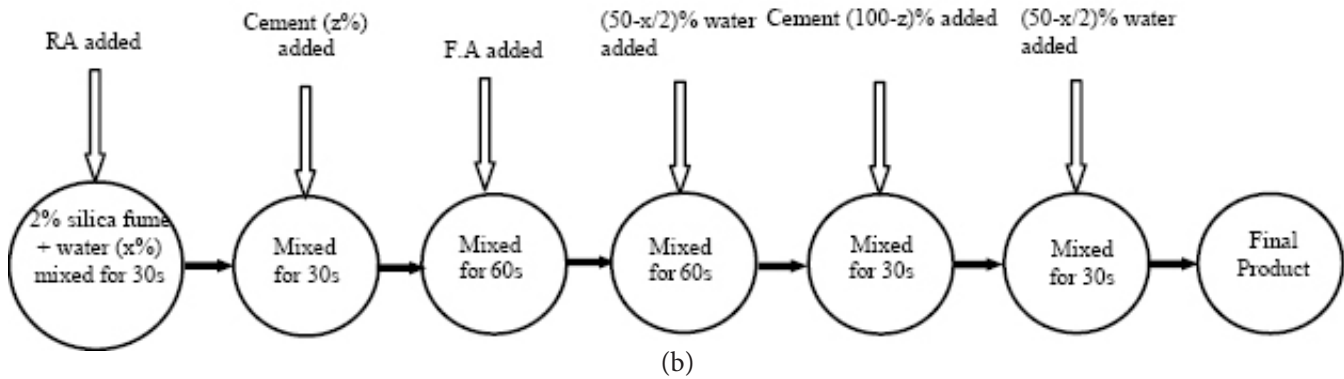 RA added
Cement (z%)
added
F.A added
(50-x/2)% water
added
Cement (100-z)% added
(50-x/2)% water
added
2% silica fume
+ water (x%)
mixed for 30s
Mixed
for 30s
Mixed
for 60s
Mixed
for 60s
Mixed
for 30s
Mixed
for 30s
Final
Product
(b)